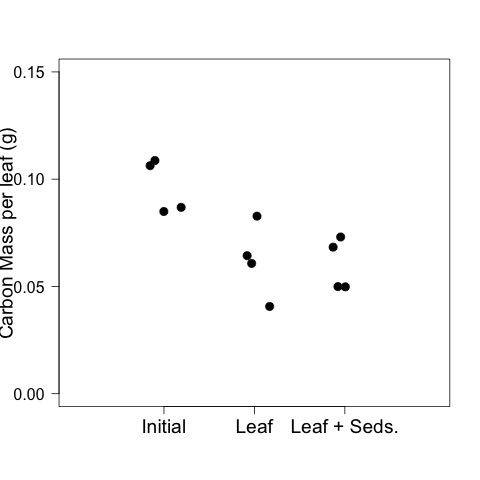 Carbon Mass per leaf (g)
0.15
0.10
0.05
0.00
Initial Leaf Leaf + Seds.